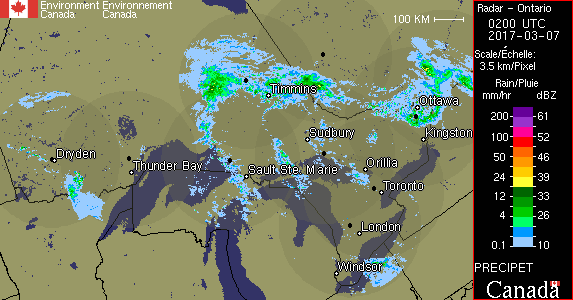 Environment Environnement
Canada Canada
100 KM
Timmins
Ottawa
Sudbury
Kingston
Dryden
Thunder Bay
Sault Ste. Marie
Orillia
Toronto
London
Windsor
Radar - Ontario
0200 UTC
2017-03-07
Scale/Échelle:
3.5 km/Pixel
Rain/Pluie
mm/hr dBZ
200 61
100 57
100 52
50 46
24 39
12 33
4 26
0.1 10
PRECIPET
Canada